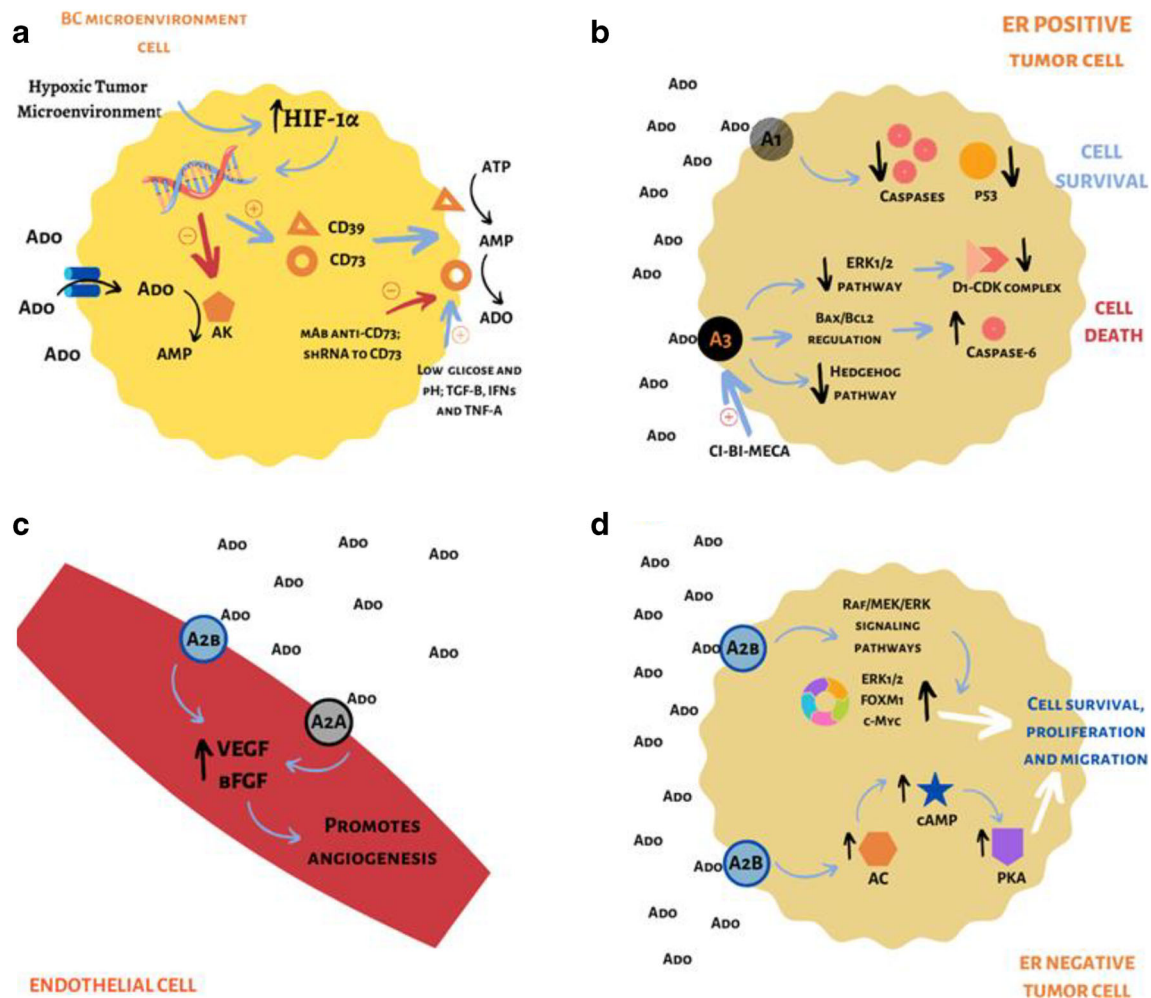 a
BC MICROENVIRONMENT
CELL
Hypoxic Tumor
Microenvironment
HIF-1α
ATP
+
CD39
CD73
AMP
ADO
ADO
ADO
ADO
−
AK
AMP
−
MAB ANTI-CD73;
SHRNA TO CD73
ADO
+
LOW GLICOSE AND
PH; TGF-B, IFNS
AND TNF-A
ADO
b
ER POSITIVE
TUMOR CELL
ADO
ADO
ADO
A1
ADO
ADO
CASPASES
P53
CELL
SURVIVAL
ADO
ADO
ERK1/2
PATHWAY
D1-CDK COMPLEX
ADO
A3
BAX/BCL2
REGULATION
CASPASE-6
CELL
DEATH
HEDGEHOG
PATHWAY
ADO
+
ADO
CI-BI-MECA
c
ADO
ADO
ADO
ADO
ADO
ADO
A2B
ADO
ADO
ADO
A2A
VEGF
BFGF
PROMOTES
ANGIOGENESIS
ENDOTHELIAL CELL
d
ADO
ADO
ADO
ADO
RAF/MEK/ERK
SIGNALING
PATHWAYS
ADO
A2B
ADO
ERK1/2
FOXM1
C-MYC
ADO
CELL SURVIVAL,
PROLIFERATION
AND MIGRATION
ADO
ADO
CAMP
ADO
ADO
A2B
AC
PKA
ADO
ADO
ADO
ER NEGATIVE
TUMOR CELL